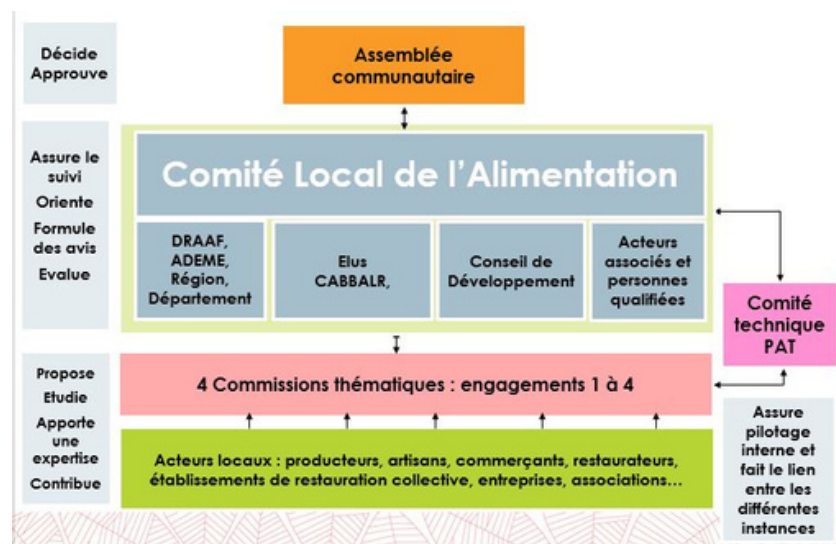 Décide
Approuve
Assemblée
communautaire
Assure le
suivi
Oriente
Formule
des avis
Evalue
Comité Local de l'Alimentation
DRAAF,
ADEME,
Région,
Département
Elus
CABBALR,
Conseil de
Développement
Acteurs
associés et
personnes
qualifiées
Comité
technique
PAT
Propose
Etudie
Apporte
une
expertise
Contribue
4 Commissions thématiques : engagements 1 à 4
Acteurs locaux : producteurs, artisans, commerçants, restaurateurs,
établissements de restauration collective, entreprises, associations...
Assure
pilotage
interne et
fait le lien
entre les
différentes
instances